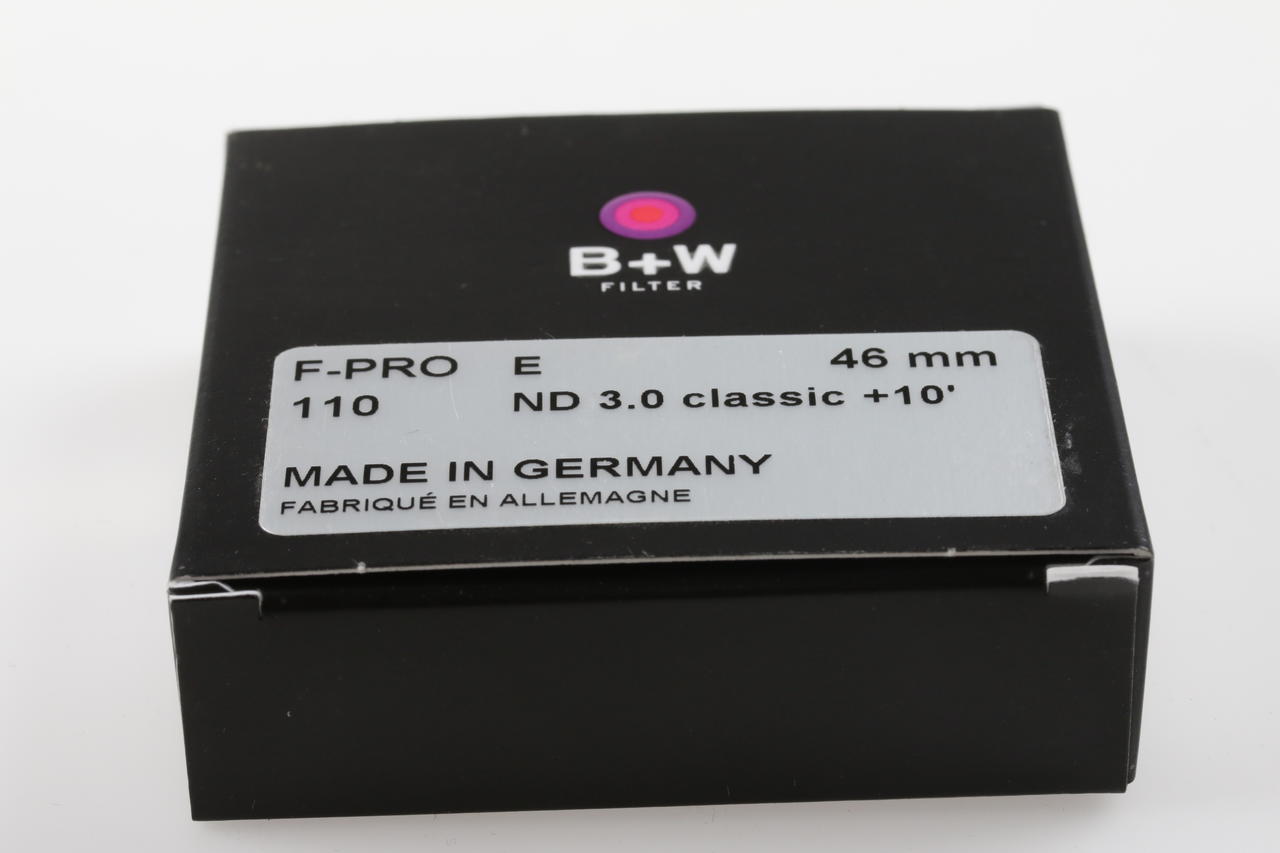 B+W
FILTER
F-PRO E 46 mm
110 ND 3.0 classic +10'
MADE IN GERMANY
FABRIQUÉ EN ALLEMAGNE